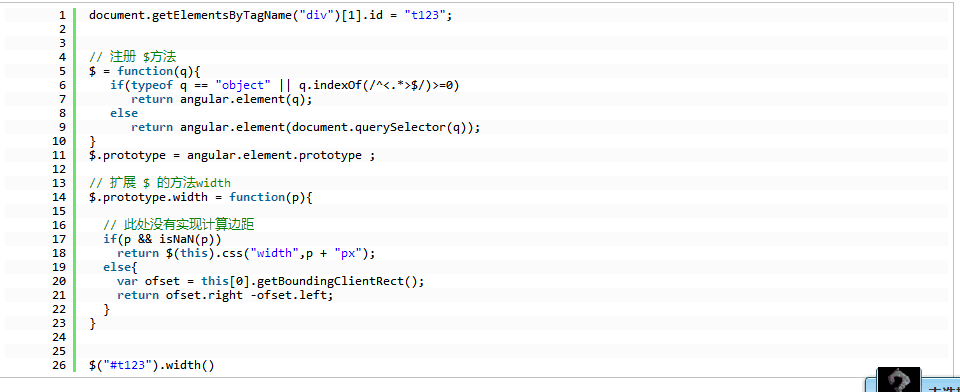 1 document.getElementsByTagName("div")[1].id = "t123";
2
3
4 // 注册 $方法
5 $ = function(q){
6 if(typeof q == "object" || q.indexOf(/^<.*>$/)>=0)
7 return angular.element(q);
8 else
9 return angular.element(document.querySelector(q));
10 }
11 $.prototype = angular.element.prototype ;
12
13 // 扩展 $ 的方法width
14 $.prototype.width = function(p){
15
16 // 此处没有实现计算边距
17 if(p && isNaN(p))
18 return $(this).css("width",p + "px");
19 else{
20 var ofset = this[0].getBoundingClientRect();
21 return ofset.right -ofset.left;
22 }
23 }
24
25
26 $("#t123").width()